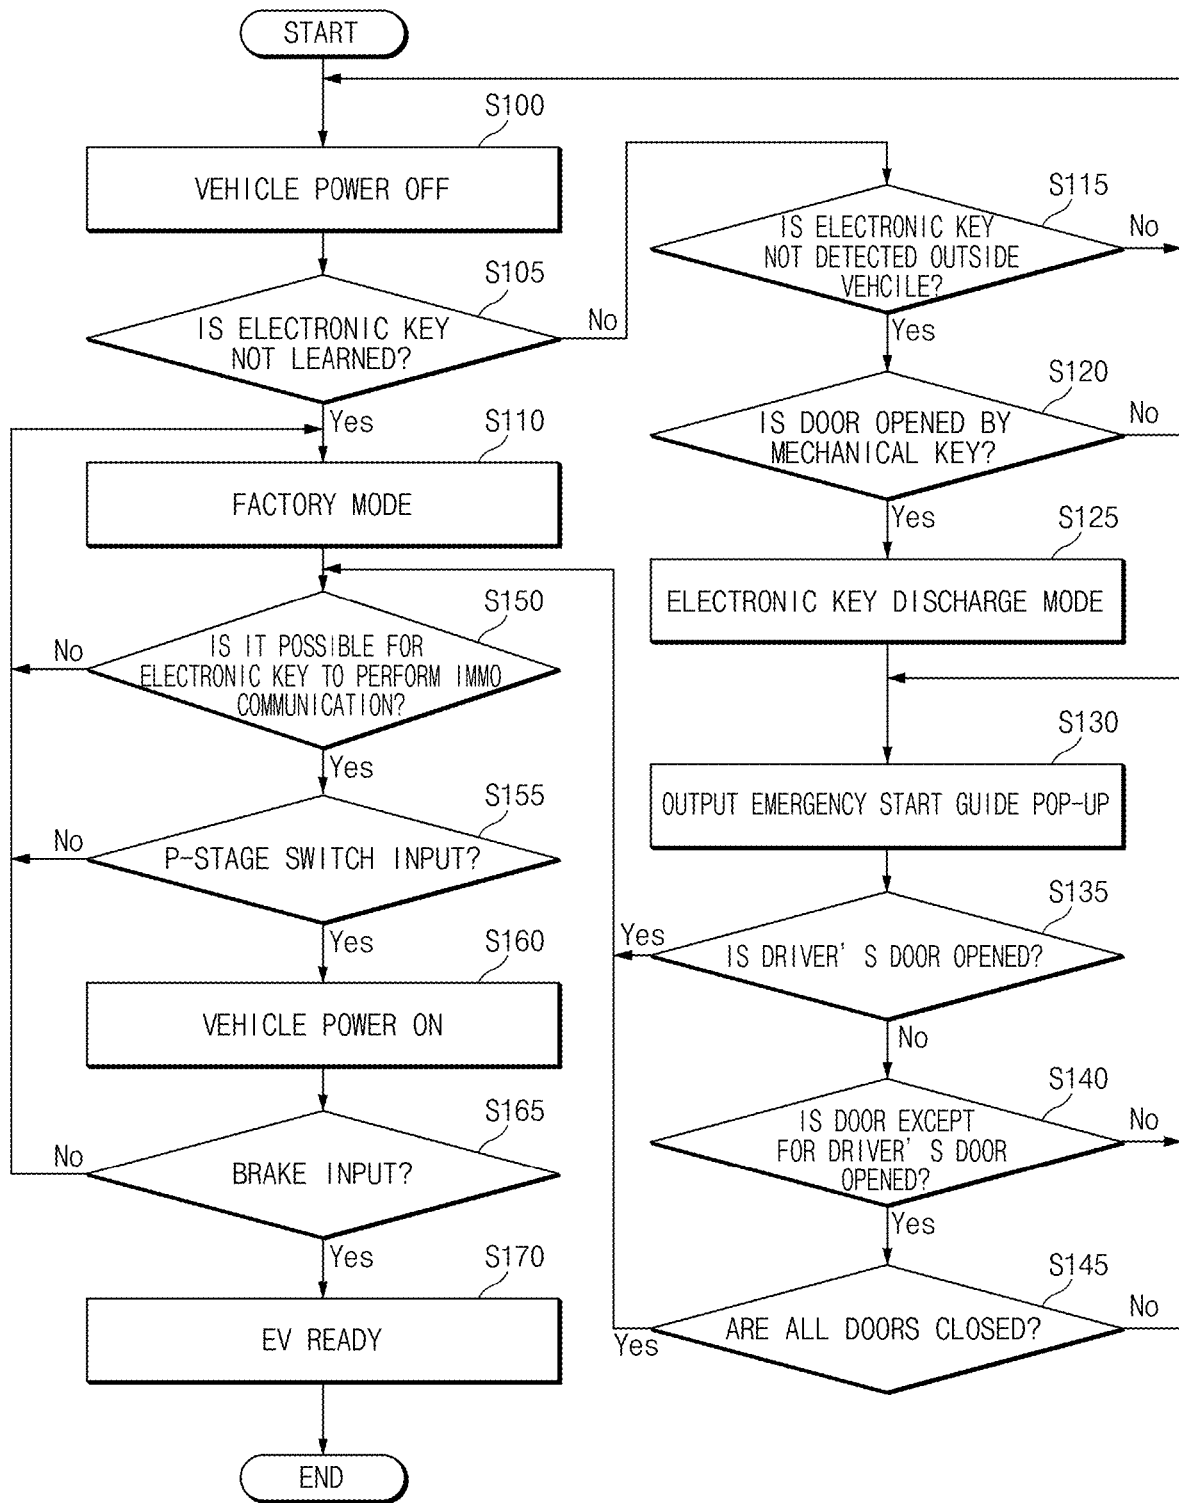 START
S100
VEHICLE POWER OFF
S105
IS ELECTRONIC KEY
NOT LEARNED?
No
Yes
S110
FACTORY MODE
S150
IS IT POSSIBLE FOR
ELECTRONIC KEY TO PERFORM IMMO
COMMUNICATION?
No
Yes
S155
P-STAGE SWITCH INPUT?
No
Yes
S160
VEHICLE POWER ON
S165
BRAKE INPUT?
No
Yes
S170
EV READY
END
S115
IS ELECTRONIC KEY
NOT DETECTED OUTSIDE
VEHCILE?
No
Yes
S120
IS DOOR OPENED BY
MECHANICAL KEY?
No
Yes
S125
ELECTRONIC KEY DISCHARGE MODE
S130
OUTPUT EMERGENCY START GUIDE POP-UP
S135
IS DRIVER' S DOOR OPENED?
Yes
No
S140
IS DOOR EXCEPT
FOR DRIVER' S DOOR
OPENED?
No
Yes
S145
ARE ALL DOORS CLOSED?
No
Yes